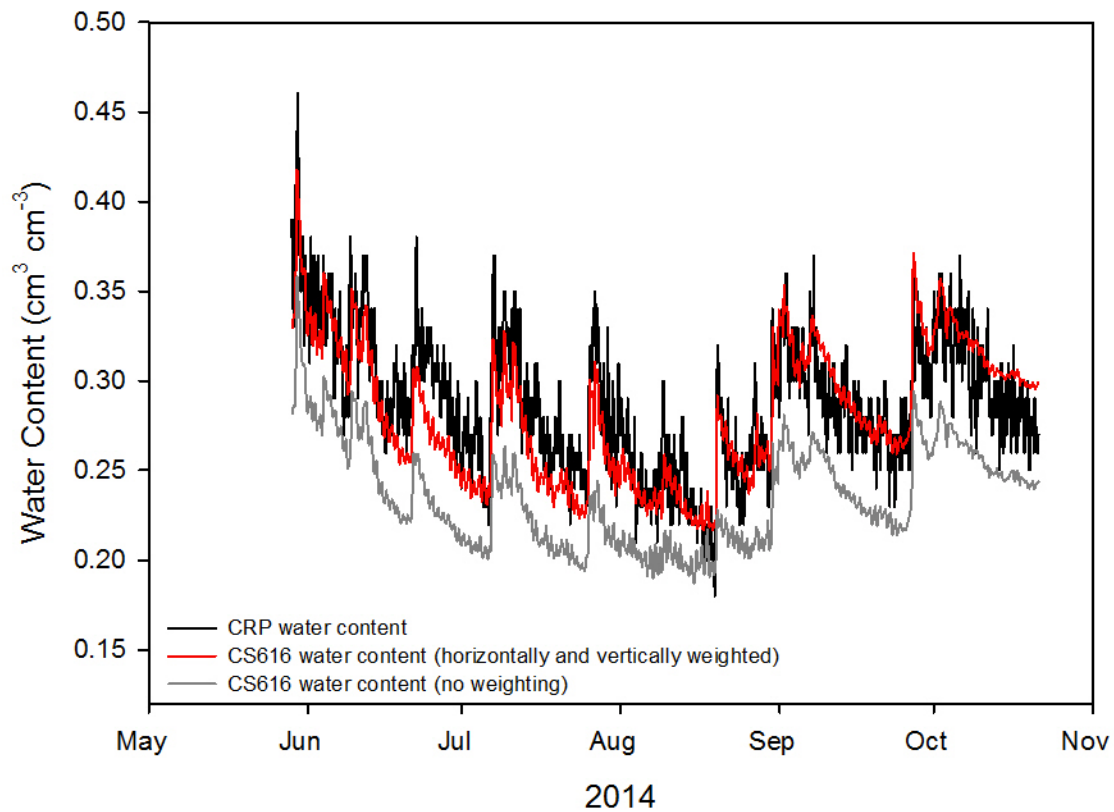 0.50
0.45
0.40
0.35
0.30
0.25
0.20
0.15
Water Content (cm³ cm⁻³)
CRP water content
CS616 water content (horizontally and vertically weighted)
CS616 water content (no weighting)
May Jun Jul Aug Sep Oct Nov
2014